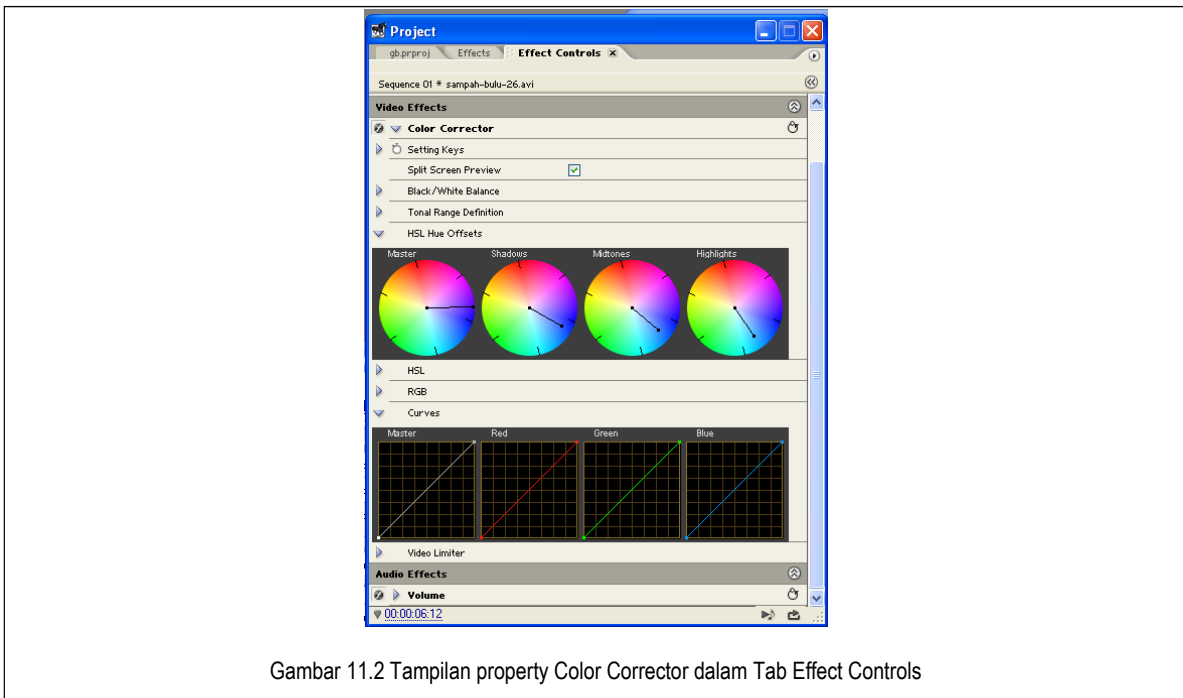 Project
gb.prproj Effects Effect Controls
Sequence 01 * sampah-bulu-26.avi
Video Effects
Color Corrector
Setting Keys
Split Screen Preview
Black/White Balance
Tonal Range Definition
HSL Hue Offsets
Master Shadows Midtones Highlights
HSL
RGB
Curves
Master Red Green Blue
Video Limiter
Audio Effects
Volume
00:00:06:12
Gambar 11.2 Tampilan property Color Corrector dalam Tab Effect Controls